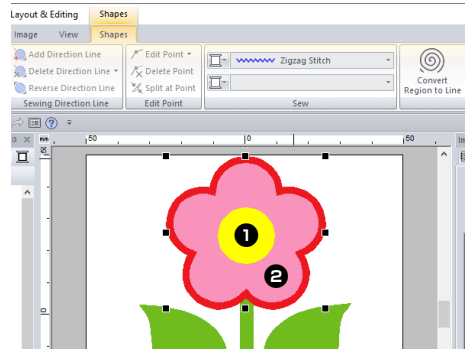 Layout & Editing Shapes
Image View Shapes
Add Direction Line
Delete Direction Line
Reverse Direction Line
Sewing Direction Line
Edit Point
Delete Point
Split at Point
Edit Point
Zigzag Stitch
Sew
Convert
Region to Line
mm
50 0 50
1
2
0